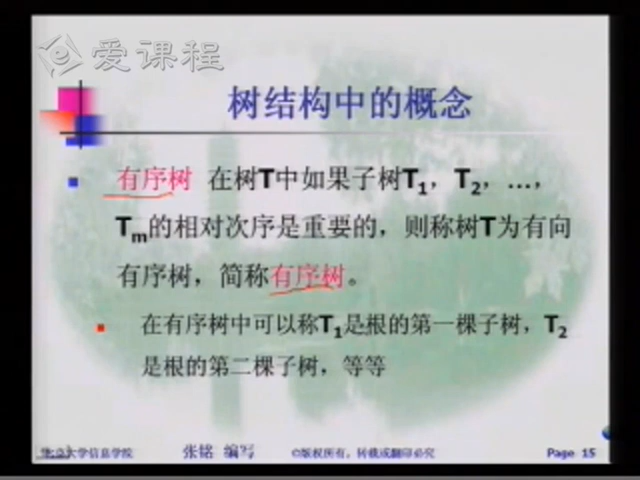 爱课程
树结构中的概念
有序树 在树T中如果子树T1，T2，…，
Tm的相对次序是重要的，则称树T为有向
有序树，简称有序树。
在有序树中可以称T1是根的第一棵子树，T2
是根的第二棵子树，等等
大学信息学院 张铭 编写 ©版权所有，转载或翻印必究 Page 15